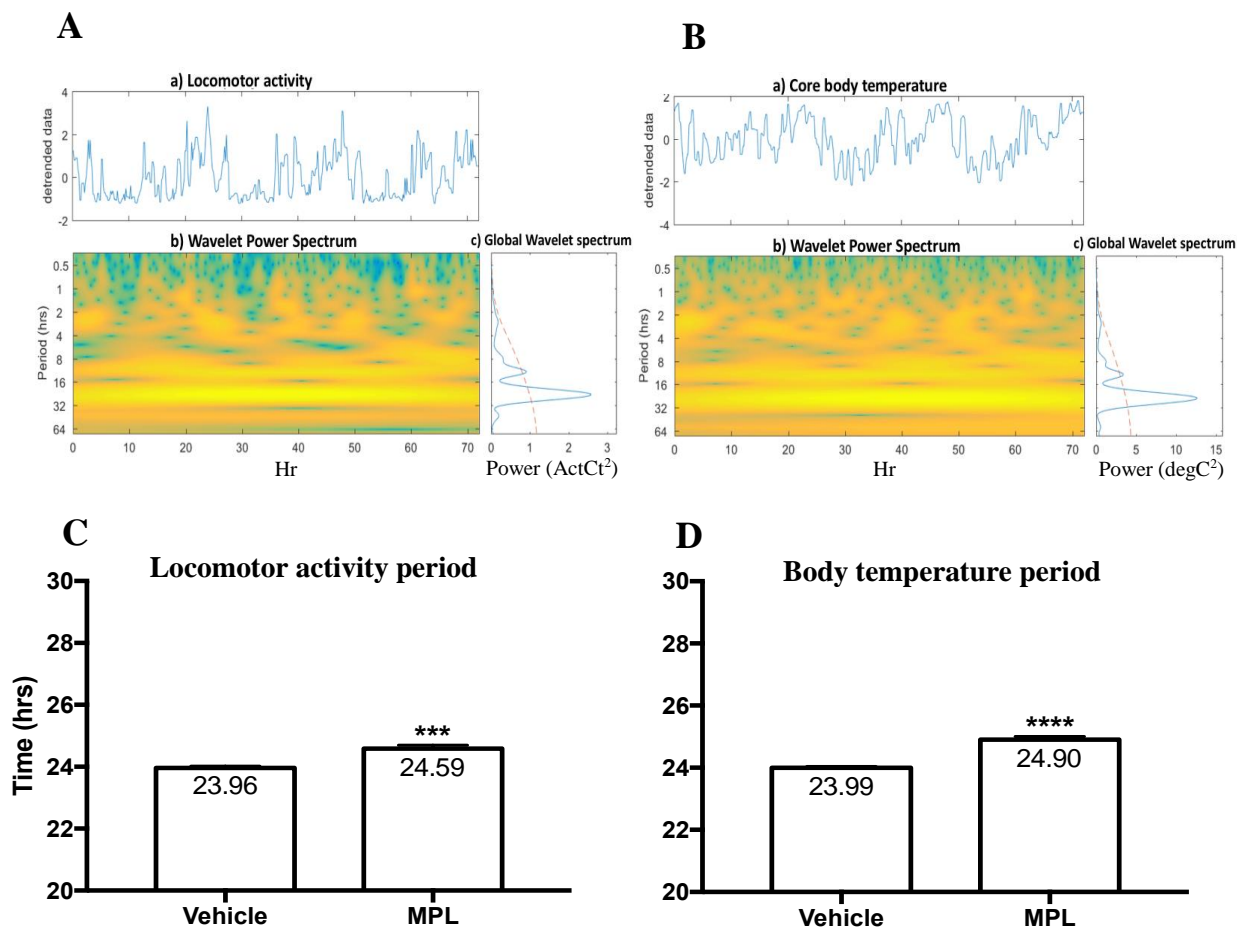 A
a) Locomotor activity
detrended data
4
2
0
-2
b) Wavelet Power Spectrum
c) Global Wavelet spectrum
Period (hrs)
0.5
1
2
4
8
16
32
64
0 10 20 30 40 50 60 70
Hr
0 1 2 3
Power (ActCt²)
B
a) Core body temperature
detrended data
2
0
-2
-4
b) Wavelet Power Spectrum
c) Global Wavelet spectrum
Period (hrs)
0.5
1
2
4
8
16
32
64
0 10 20 30 40 50 60 70
Hr
0 5 10 15
Power (degC²)
C
Locomotor activity period
Time (hrs)
30
28
26
24
22
20
23.96
***
24.59
Vehicle MPL
D
Body temperature period
30
28
26
24
22
20
23.99
****
24.90
Vehicle MPL